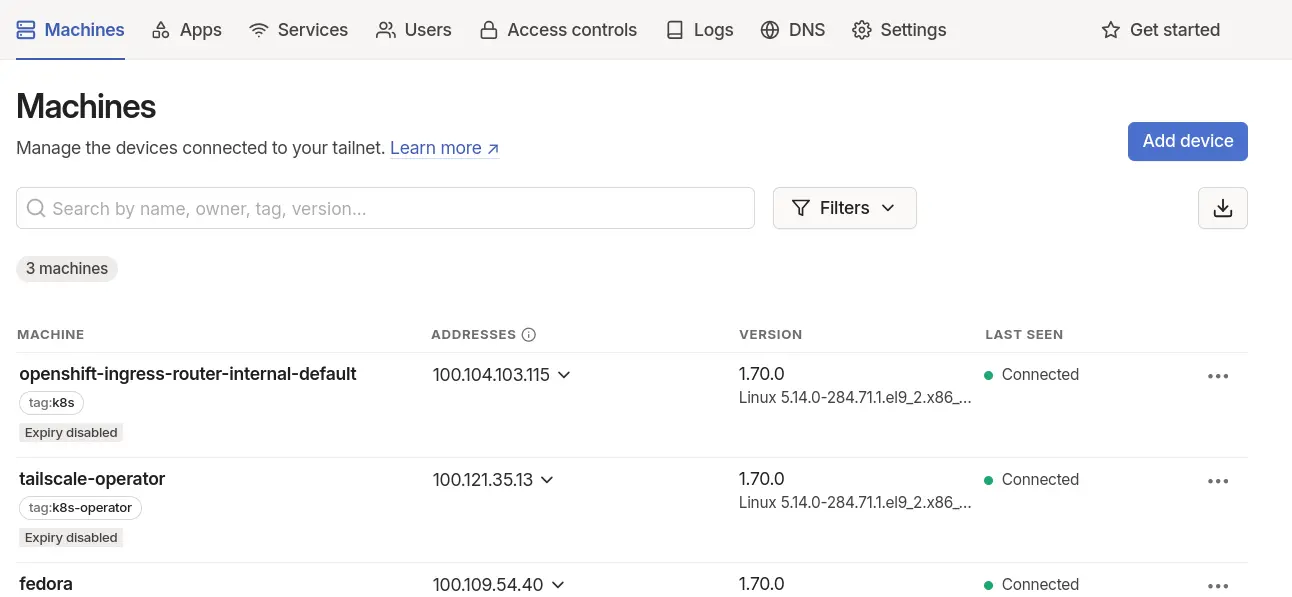 Machines Apps Services Users Access controls Logs DNS Settings Get started
Machines
Manage the devices connected to your tailnet. Learn more ↗
Add device
Search by name, owner, tag, version...
Filters
3 machines
MACHINE ADDRESSES VERSION LAST SEEN
openshift-ingress-router-internal-default 100.104.103.115 1.70.0 Connected
tag:k8s Linux 5.14.0-284.71.1.el9_2.x86_...
Expiry disabled
tailscale-operator 100.121.35.13 1.70.0 Connected
tag:k8s-operator Linux 5.14.0-284.71.1.el9_2.x86_...
Expiry disabled
fedora 100.109.54.40 1.70.0 Connected